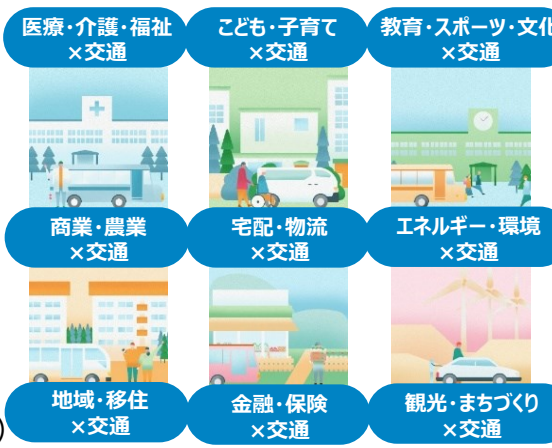 医療・介護・福祉
×交通
こども・子育て
×交通
教育・スポーツ・文化
×交通
商業・農業
×交通
宅配・物流
×交通
エネルギー・環境
×交通
地域・移住
×交通
金融・保険
×交通
観光・まちづくり
×交通
)